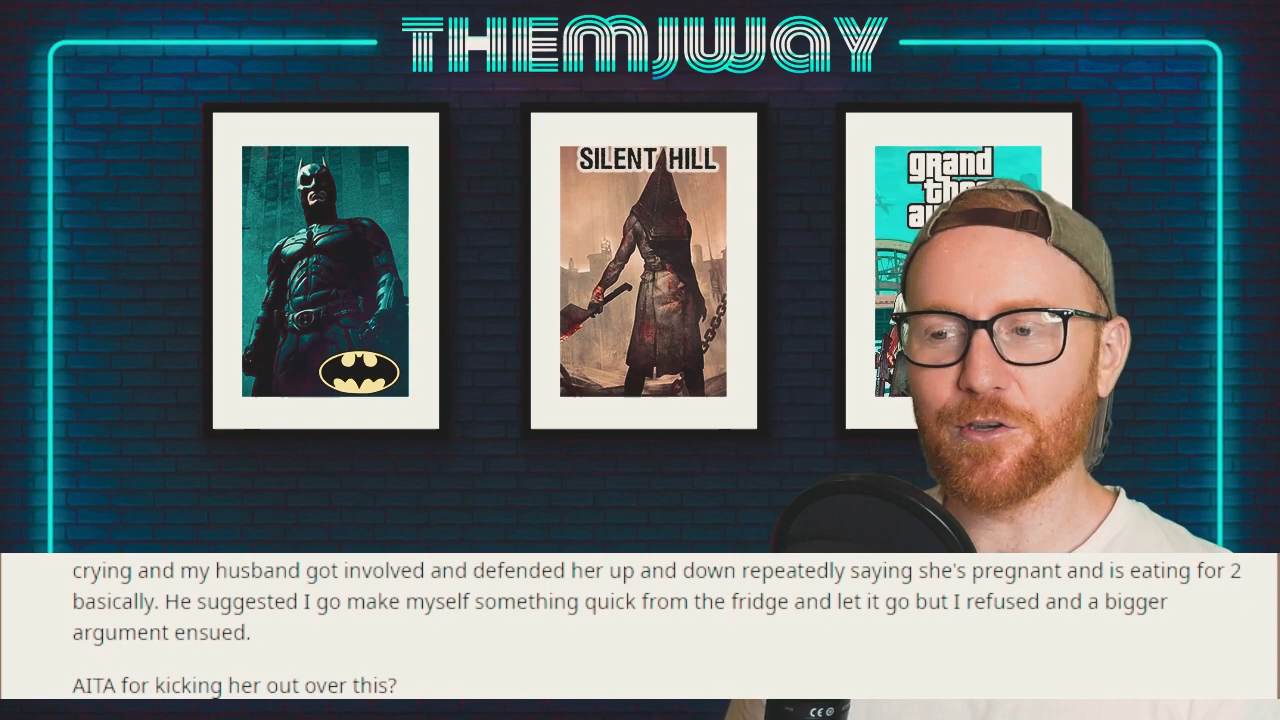 THEMJWAY
SILENT HILL
grand
crying and my husband got involved and defended her up and down repeatedly saying she's pregnant and is eating for 2
basically. He suggested I go make myself something quick from the fridge and let it go but I refused and a bigger
argument ensued.
AITA for kicking her out over this?
CE